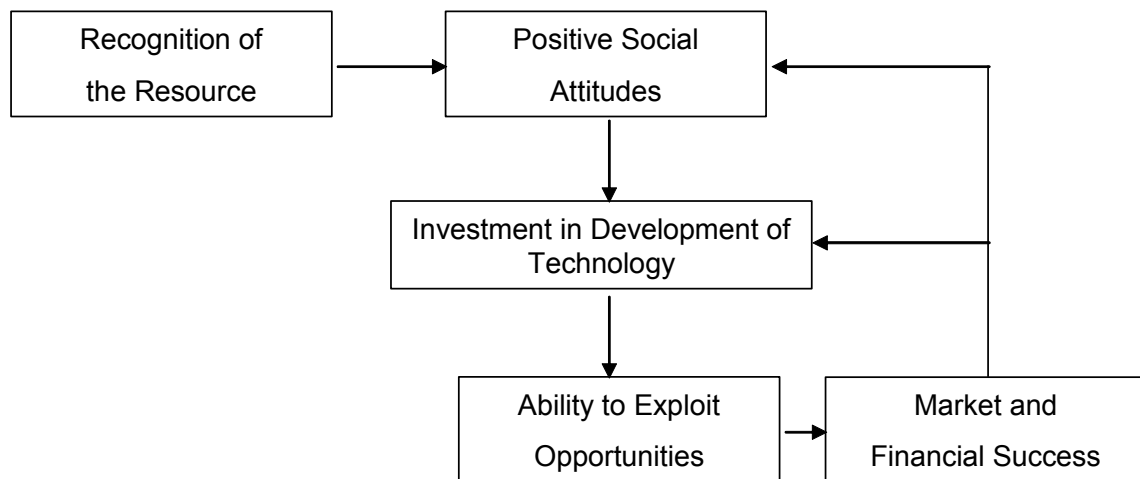 Recognition of
the Resource
Positive Social
Attitudes
Investment in Development of
Technology
Ability to Exploit
Opportunities
Market and
Financial Success